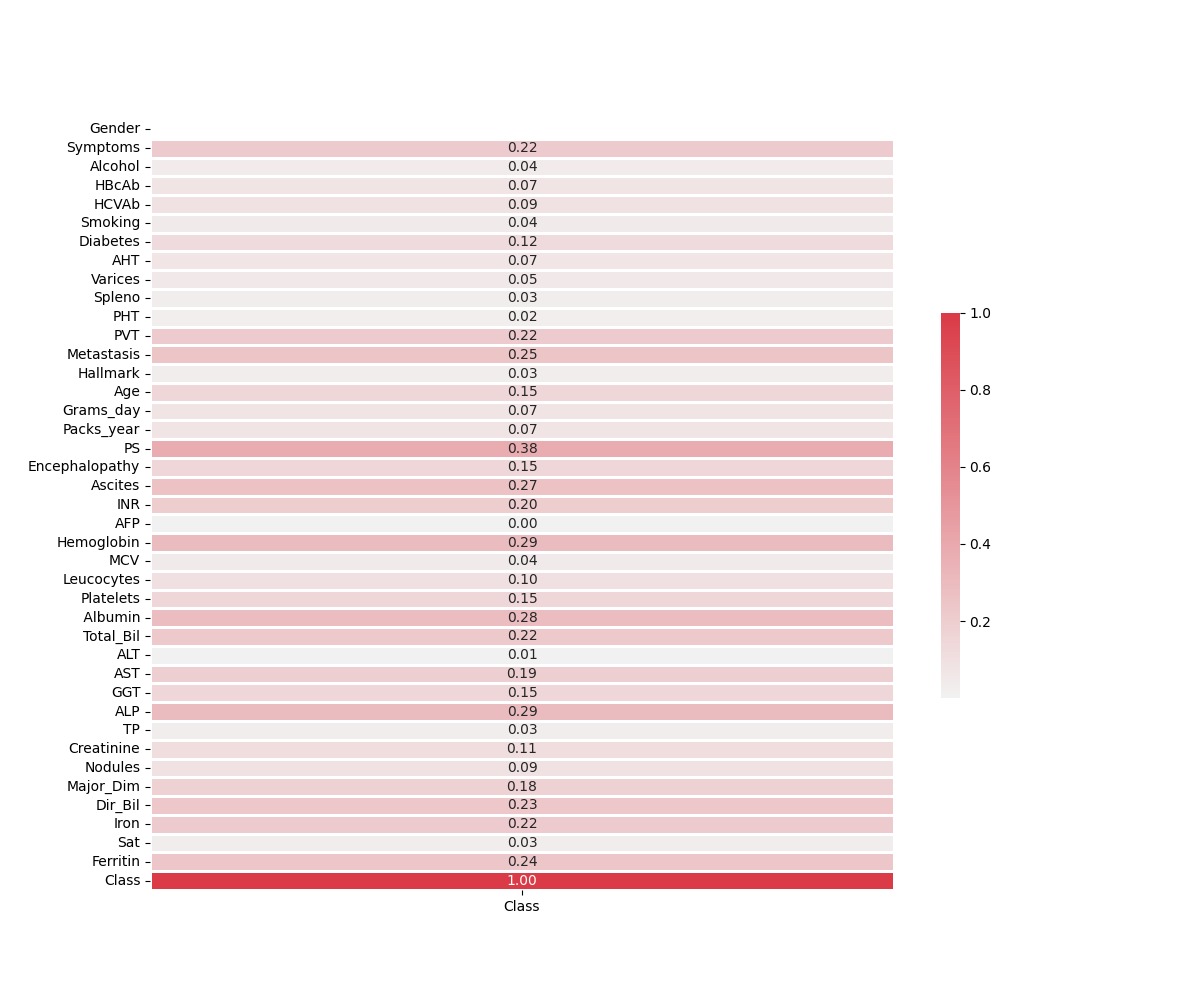 Gender
Symptoms 0.22
Alcohol 0.04
HBcAb 0.07
HCVAb 0.09
Smoking 0.04
Diabetes 0.12
AHT 0.07
Varices 0.05
Spleno 0.03
PHT 0.02
PVT 0.22
Metastasis 0.25
Hallmark 0.03
Age 0.15
Grams_day 0.07
Packs_year 0.07
PS 0.38
Encephalopathy 0.15
Ascites 0.27
INR 0.20
AFP 0.00
Hemoglobin 0.29
MCV 0.04
Leucocytes 0.10
Platelets 0.15
Albumin 0.28
Total_Bil 0.22
ALT 0.01
AST 0.19
GGT 0.15
ALP 0.29
TP 0.03
Creatinine 0.11
Nodules 0.09
Major_Dim 0.18
Dir_Bil 0.23
Iron 0.22
Sat 0.03
Ferritin 0.24
Class 1.00
Class
1.0
0.8
0.6
0.4
0.2